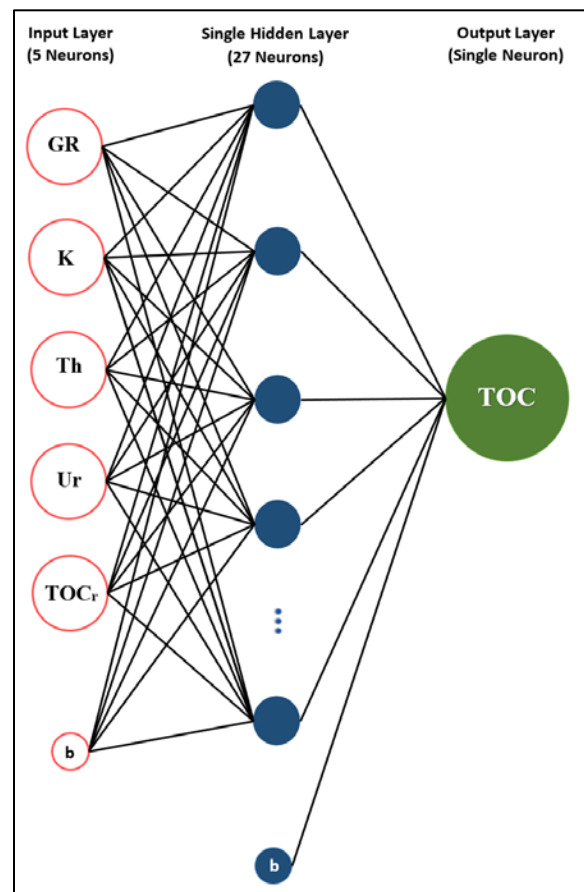 Input Layer
(5 Neurons)
Single Hidden Layer
(27 Neurons)
Output Layer
(Single Neuron)
GR
K
Th
Ur
TOCr
b
TOC
b